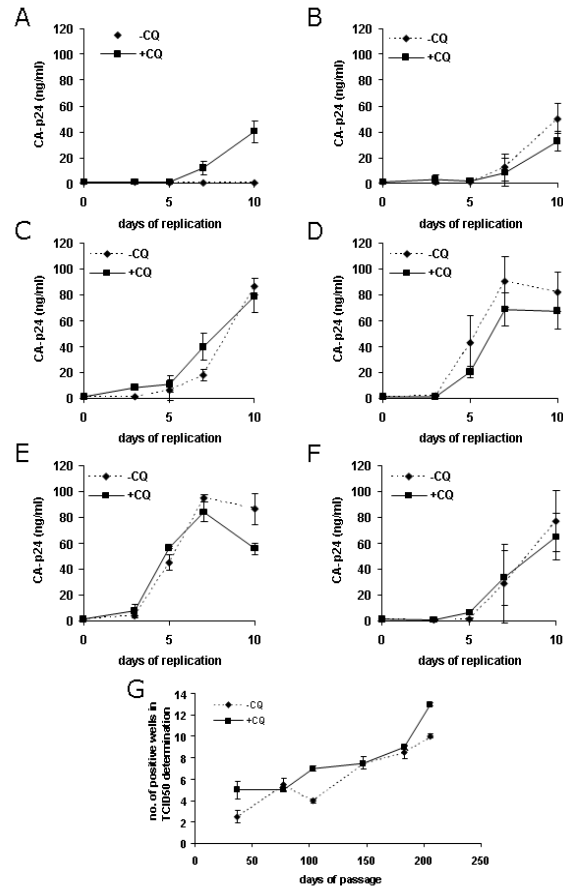 A
-CQ
+CQ
CA-p24 (ng/ml)
120
100
80
60
40
20
0
0 5 10
days of replication
B
-CQ
+CQ
CA-p24 (ng/ml)
120
100
80
60
40
20
0
0 5 10
days of replication
C
-CQ
+CQ
CA-p24 (ng/ml)
120
100
80
60
40
20
0
0 5 10
days of replication
D
-CQ
+CQ
CA-p24 (ng/ml)
120
100
80
60
40
20
0
0 5 10
days of repliaction
E
-CQ
+CQ
CA-p24 (ng/ml)
120
100
80
60
40
20
0
0 5 10
days of replication
F
-CQ
+CQ
CA-p24 (ng/ml)
120
100
80
60
40
20
0
0 5 10
days of replication
G
-CQ
+CQ
no. of positive wells in
TCID50 determination
14
12
10
8
6
4
2
0
0 50 100 150 200 250
days of passage